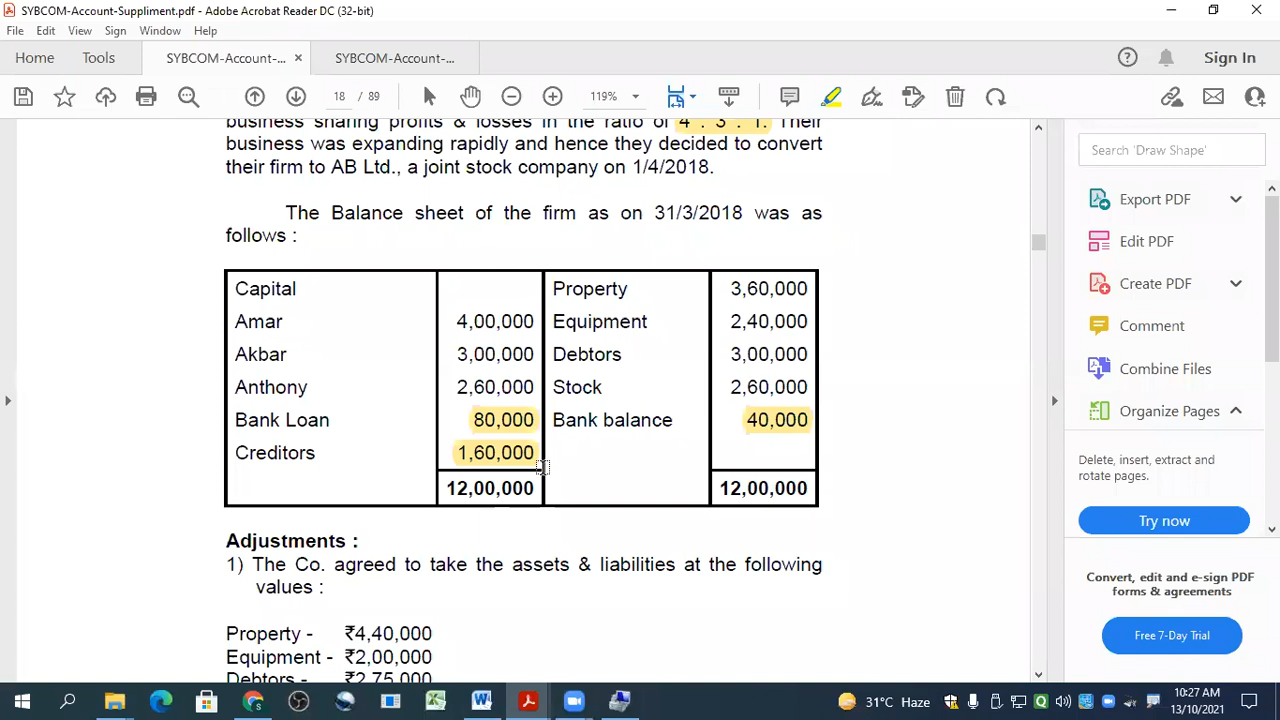 SYBCOM-Account-Suppliment.pdf - Adobe Acrobat Reader DC (32-bit)
File Edit View Sign Window Help
Home Tools SYBCOM-Account-... × SYBCOM-Account-... Sign In
18 / 89 119%
business sharing profits & losses in the ratio of 4 : 3 : 1. Their
business was expanding rapidly and hence they decided to convert
their firm to AB Ltd., a joint stock company on 1/4/2018.
The Balance sheet of the firm as on 31/3/2018 was as
follows :
Capital Property 3,60,000
Amar 4,00,000 Equipment 2,40,000
Akbar 3,00,000 Debtors 3,00,000
Anthony 2,60,000 Stock 2,60,000
Bank Loan 80,000 Bank balance 40,000
Creditors 1,60,000
12,00,000 12,00,000
Adjustments :
1) The Co. agreed to take the assets & liabilities at the following
values :
Property - ₹4,40,000
Equipment - ₹2,00,000
Debtors - ₹2,75,000
Search 'Draw Shape'
Export PDF
Edit PDF
Create PDF
Comment
Combine Files
Organize Pages
Delete, insert, extract and
rotate pages.
Try now
Convert, edit and e-sign PDF
forms & agreements
Free 7-Day Trial
31°C Haze
10:27 AM
13/10/2021